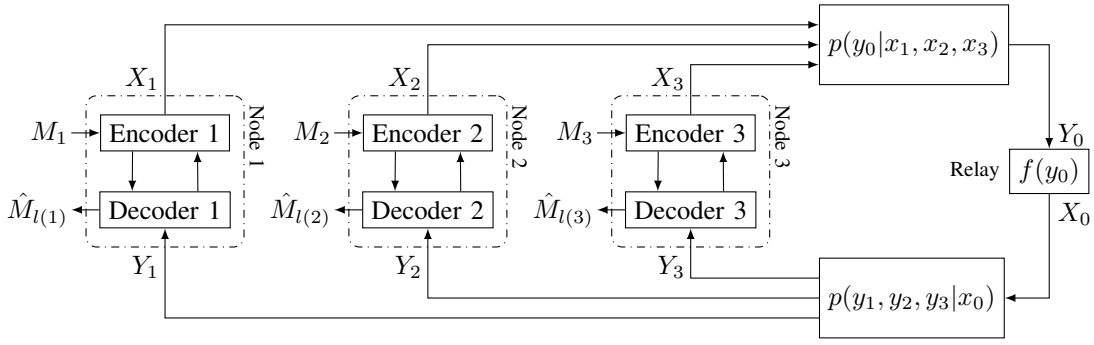 p(y₀|x₁, x₂, x₃)
X₁
X₂
X₃
M₁
Encoder 1
Node 1
M₂
Encoder 2
Node 2
M₃
Encoder 3
Node 3
Y₀
Relay
f(y₀)
M̂ₗ₍₁₎
Decoder 1
M̂ₗ₍₂₎
Decoder 2
M̂ₗ₍₃₎
Decoder 3
X₀
Y₁
Y₂
Y₃
p(y₁, y₂, y₃|x₀)